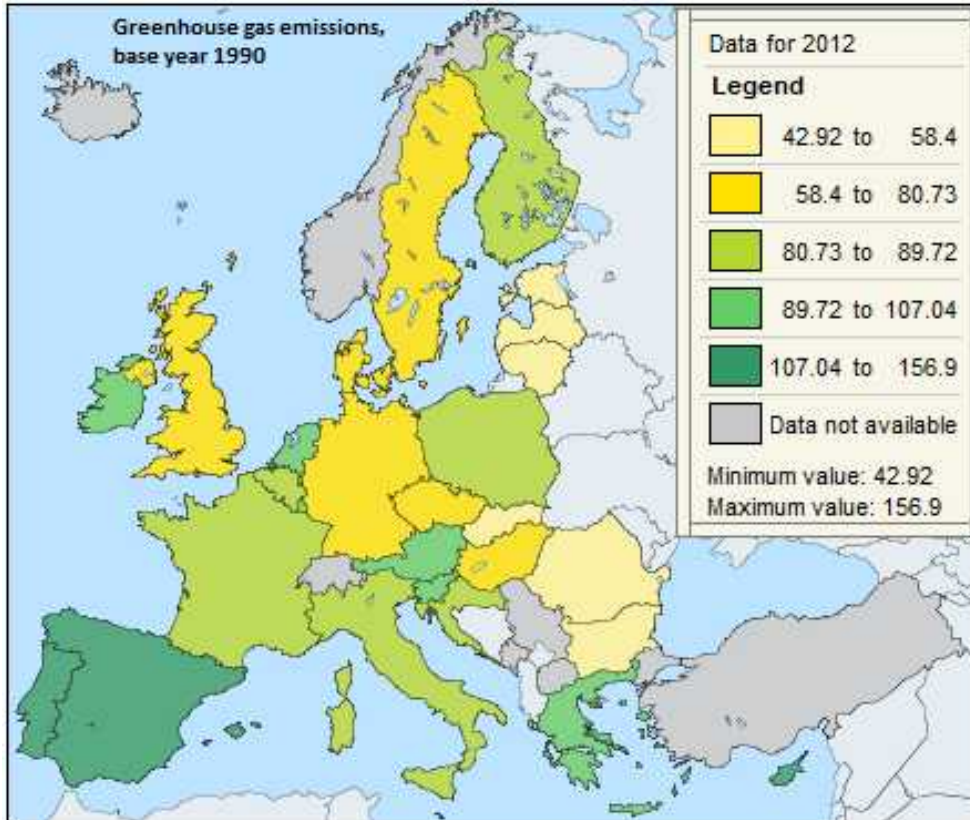 Greenhouse gas emissions,
base year 1990
Data for 2012
Legend
42.92 to 58.4
58.4 to 80.73
80.73 to 89.72
89.72 to 107.04
107.04 to 156.9
Data not available
Minimum value: 42.92
Maximum value: 156.9